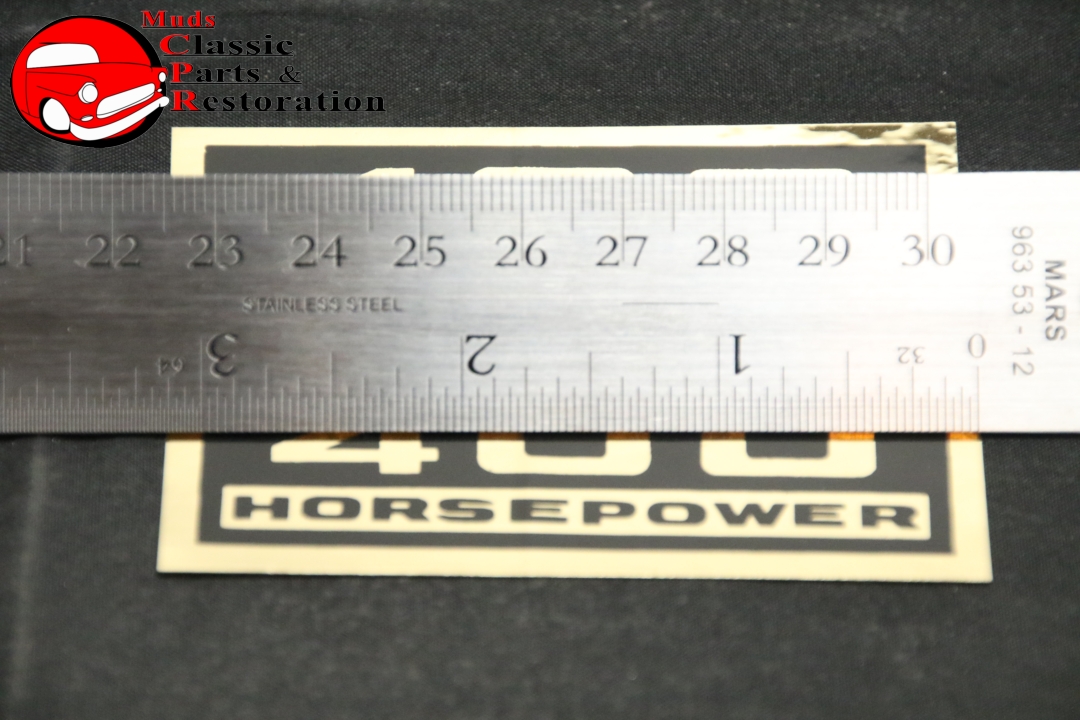 Muds
Classic
Parts &
Restoration
21 22 23 24 25 26 27 28 29 30
STAINLESS STEEL
MARS
963 53 - 12
64 3 2 1 32 0
400
HORSEPOWER